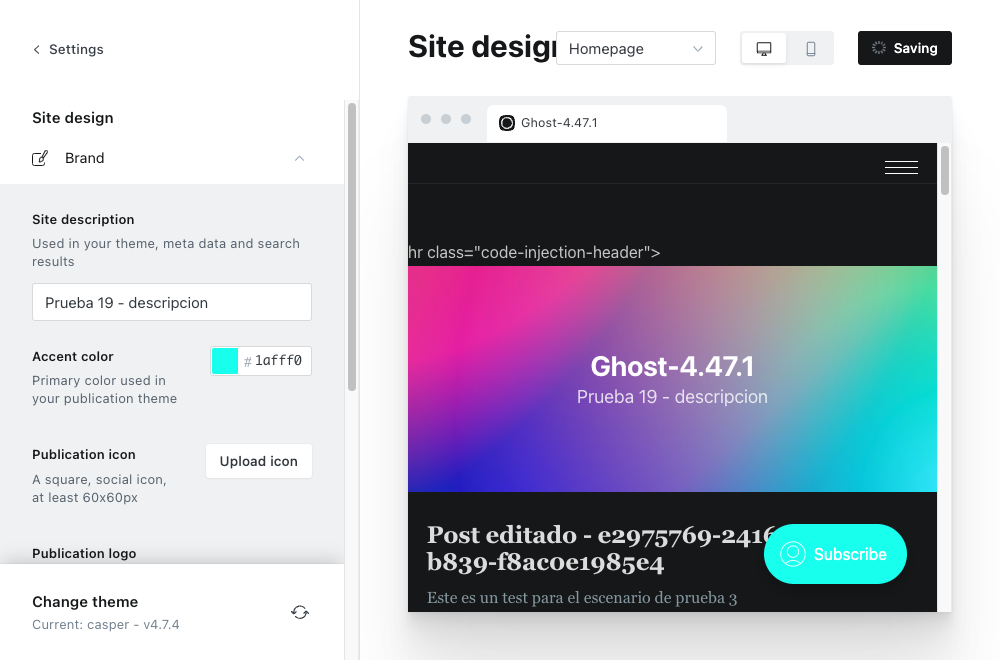 Settings
Site design
Brand
Site description
Used in your theme, meta data and search
results
Prueba 19 - descripcion
Accent color
# 1afff0
Primary color used in
your publication theme
Publication icon
Upload icon
A square, social icon,
at least 60x60px
Publication logo
Change theme
Current: casper - v4.7.4
Site design
Homepage
Saving
Ghost-4.47.1
hr class="code-injection-header">
Ghost-4.47.1
Prueba 19 - descripcion
Post editado - e2975769-2416
b839-f8ac0e1985e4
Subscribe
Este es un test para el escenario de prueba 3